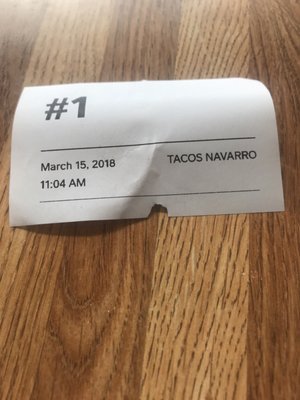 #1
March 15, 2018 TACOS NAVARRO
11:04 AM